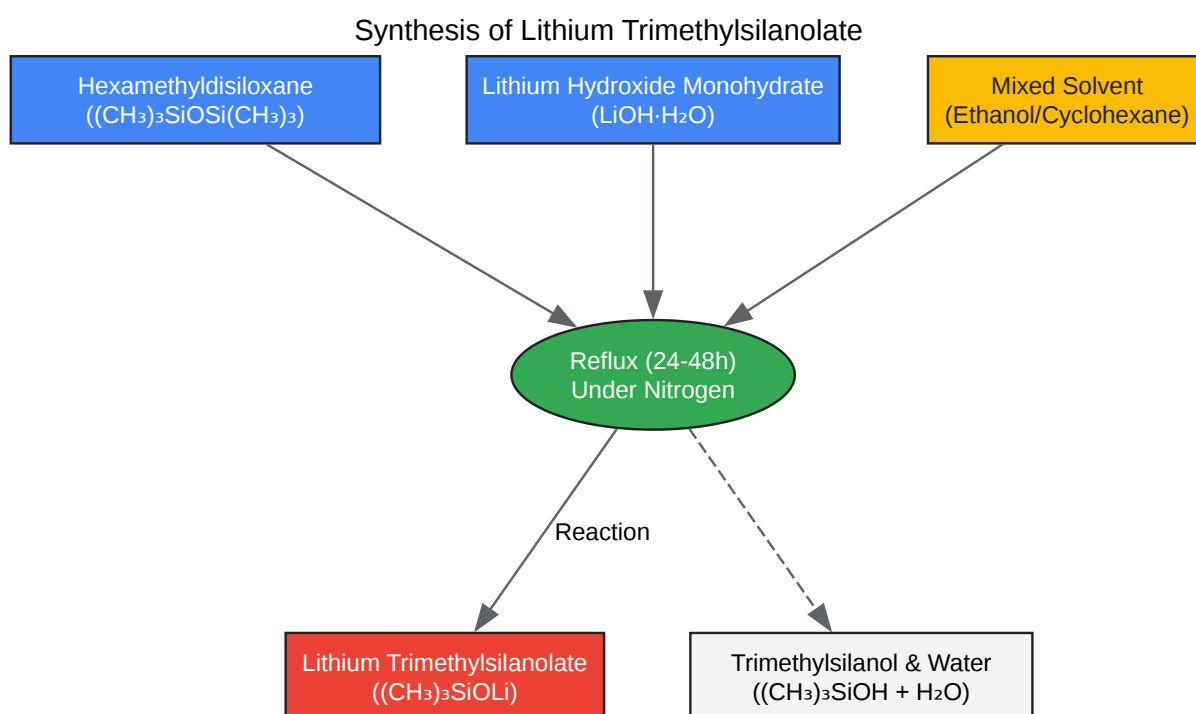 Synthesis of Lithium Trimethylsilanolate
Hexamethyldisiloxane
((CH₃)₃SiOSi(CH₃)₃)
Lithium Hydroxide Monohydrate
(LiOH·H₂O)
Mixed Solvent
(Ethanol/Cyclohexane)
Reflux (24-48h)
Under Nitrogen
Reaction
Lithium Trimethylsilanolate
((CH₃)₃SiOLi)
Trimethylsilanol & Water
((CH₃)₃SiOH + H₂O)